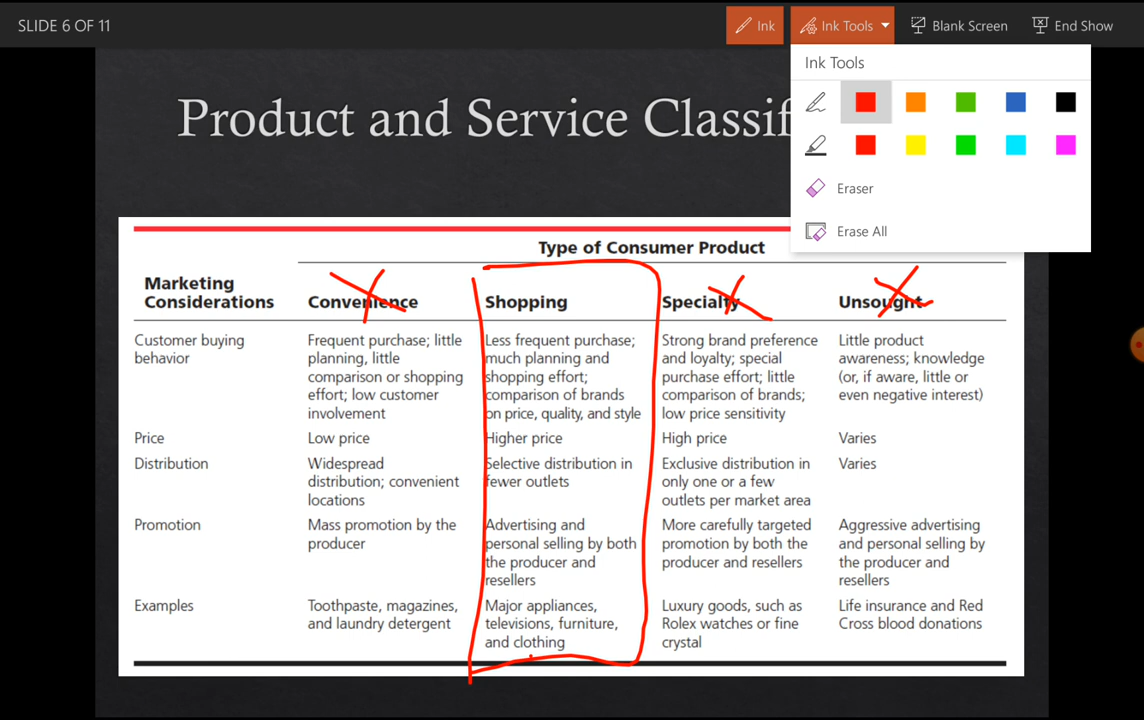 SLIDE 6 OF 11
Ink
Ink Tools
Blank Screen
End Show
Ink Tools
Eraser
Erase All
Product and Service
Type of Consumer Product
Marketing
Considerations
Convenience
Shopping
Specialty
Unsought
Customer buying
behavior
Frequent purchase; little
planning, little
comparison or shopping
effort; low customer
involvement
Less frequent purchase;
much planning and
shopping effort;
comparison of brands
on price, quality, and style
Strong brand preference
and loyalty; special
purchase effort; little
comparison of brands;
low price sensitivity
Little product
awareness; knowledge
(or, if aware, little or
even negative interest)
Price
Low price
Higher price
High price
Varies
Distribution
Widespread
distribution; convenient
locations
Selective distribution in
fewer outlets
Exclusive distribution in
only one or a few
outlets per market area
Varies
Promotion
Mass promotion by the
producer
Advertising and
personal selling by both
the producer and
resellers
More carefully targeted
promotion by both the
producer and resellers
Aggressive advertising
and personal selling by
the producer and
resellers
Examples
Toothpaste, magazines,
and laundry detergent
Major appliances,
televisions, furniture,
and clothing
Luxury goods, such as
Rolex watches or fine
crystal
Life insurance and Red
Cross blood donations